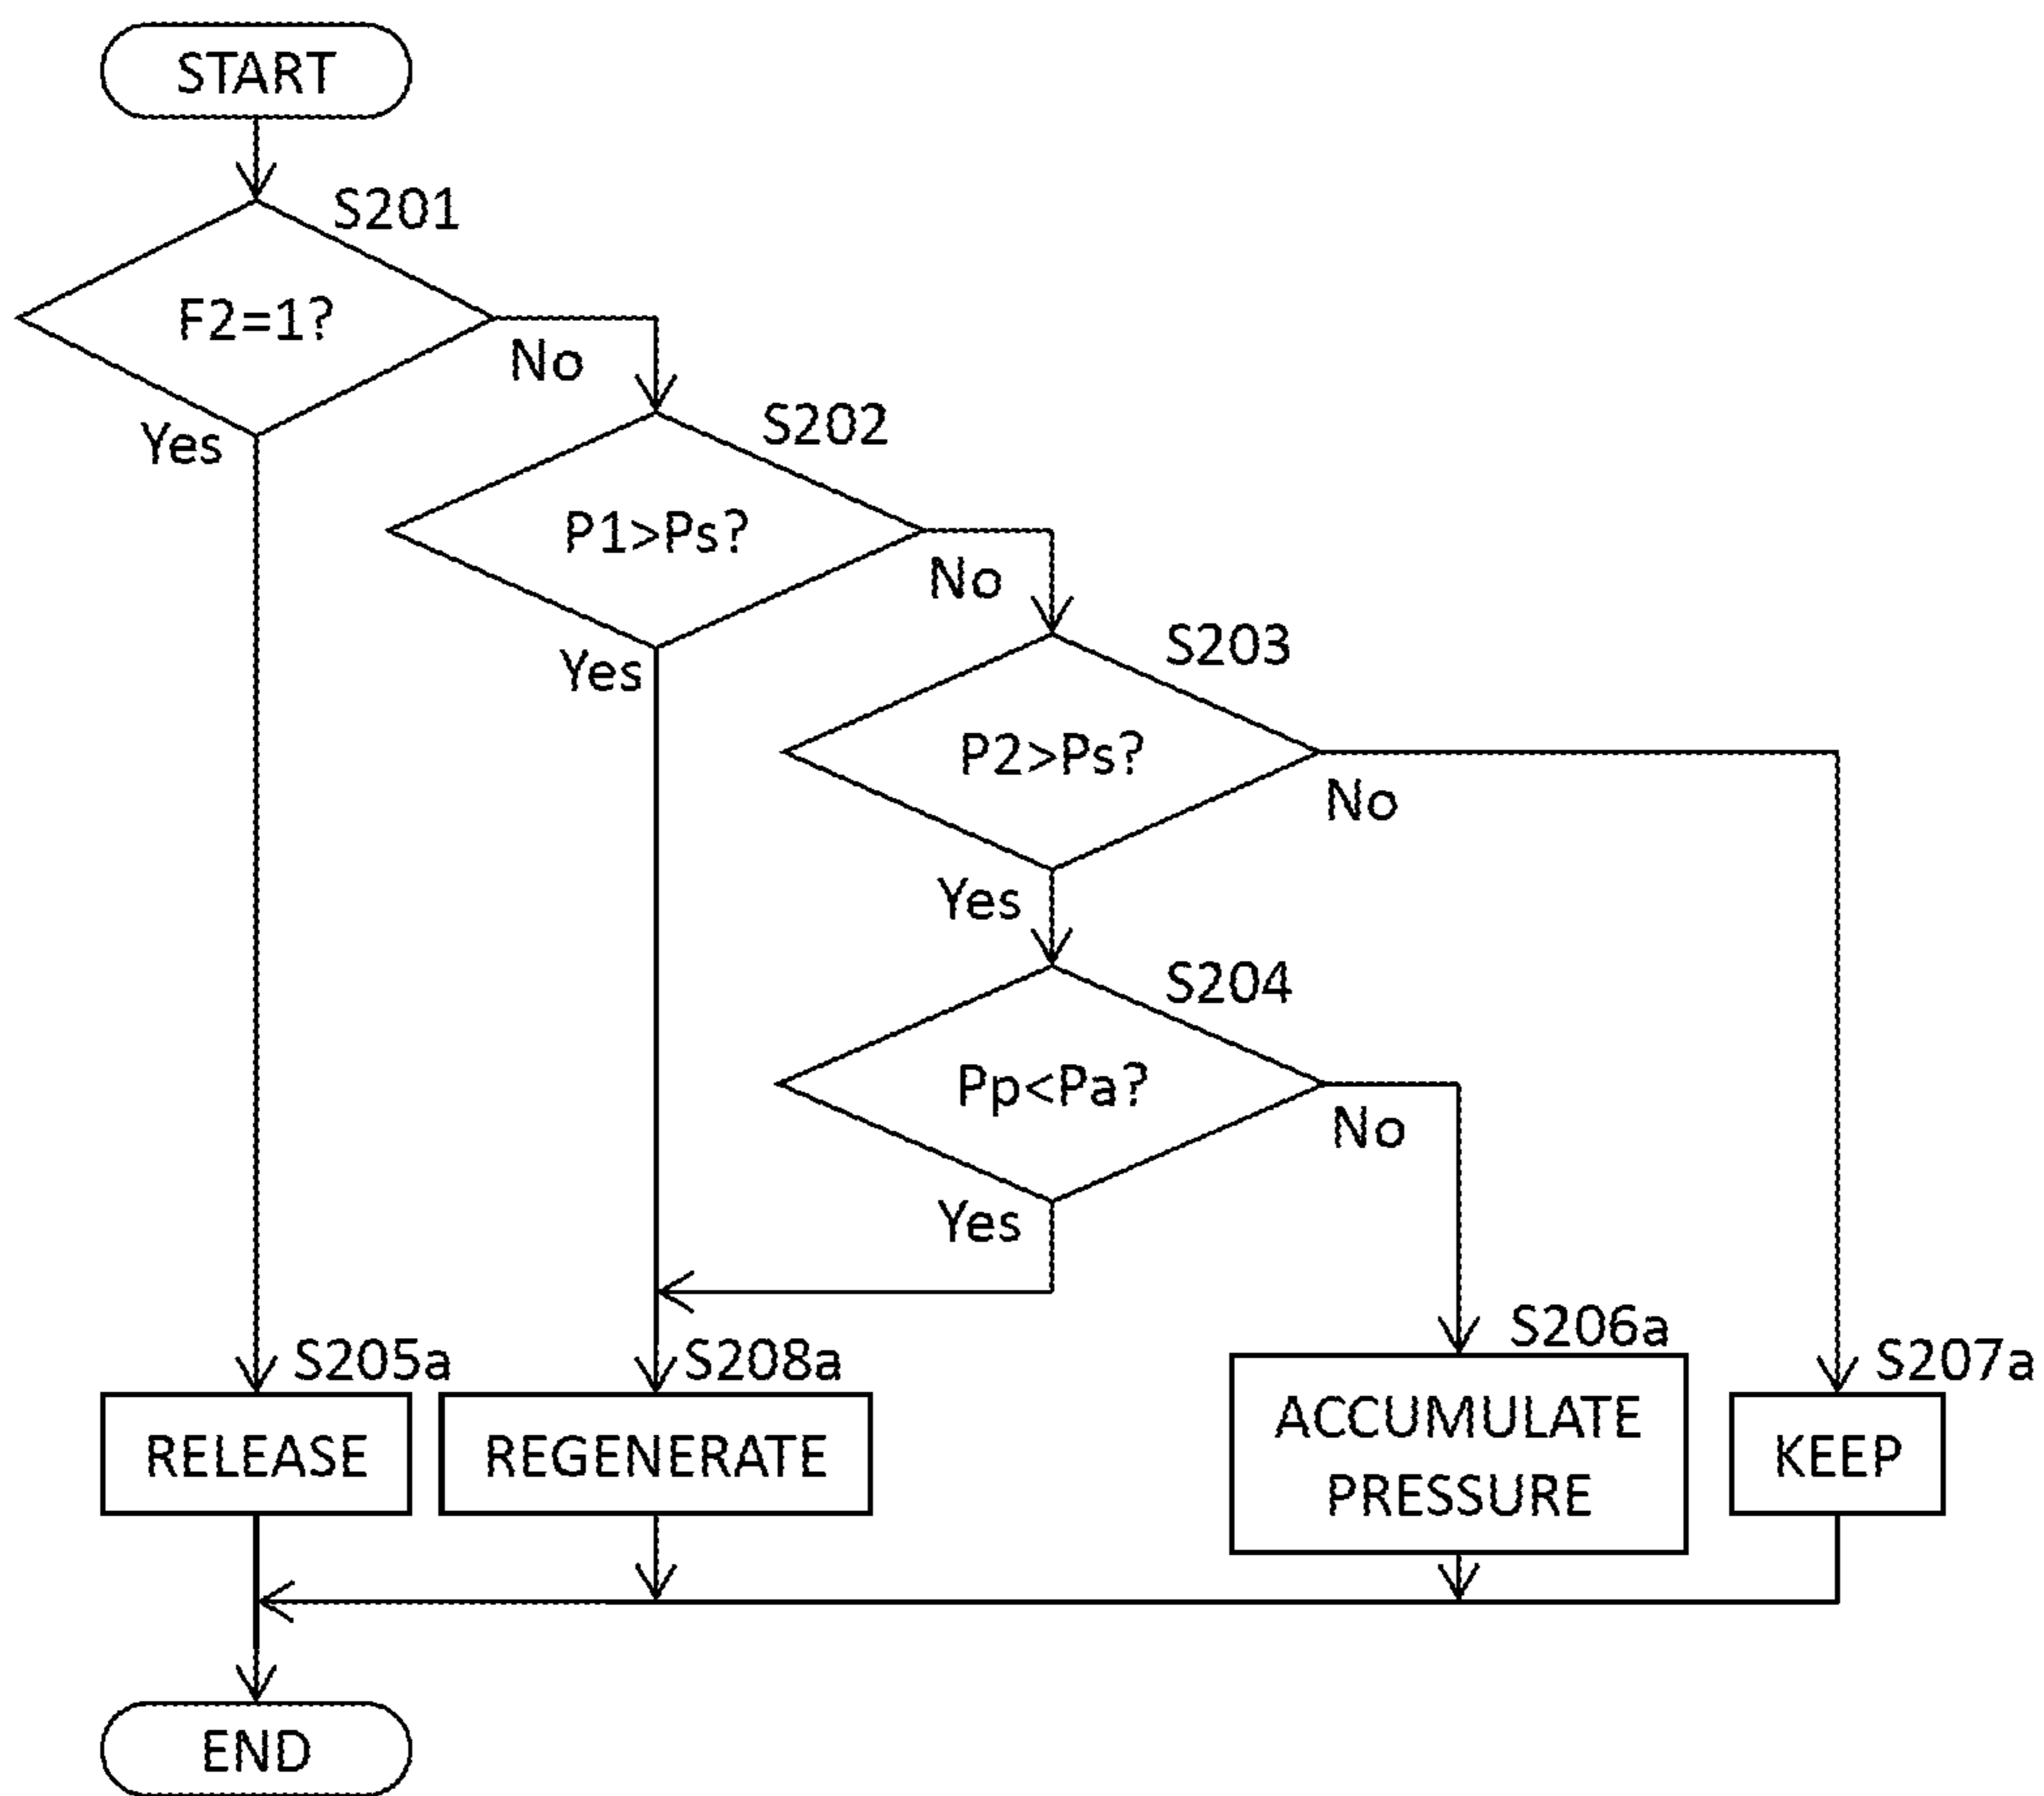 START
S201
F2=1?
No
Yes
S202
P1>Ps?
No
Yes
S203
P2>Ps?
No
Yes
S204
Pp<Pa?
No
Yes
S205a
S208a
S206a
S207a
RELEASE
REGENERATE
ACCUMULATE
PRESSURE
KEEP
END